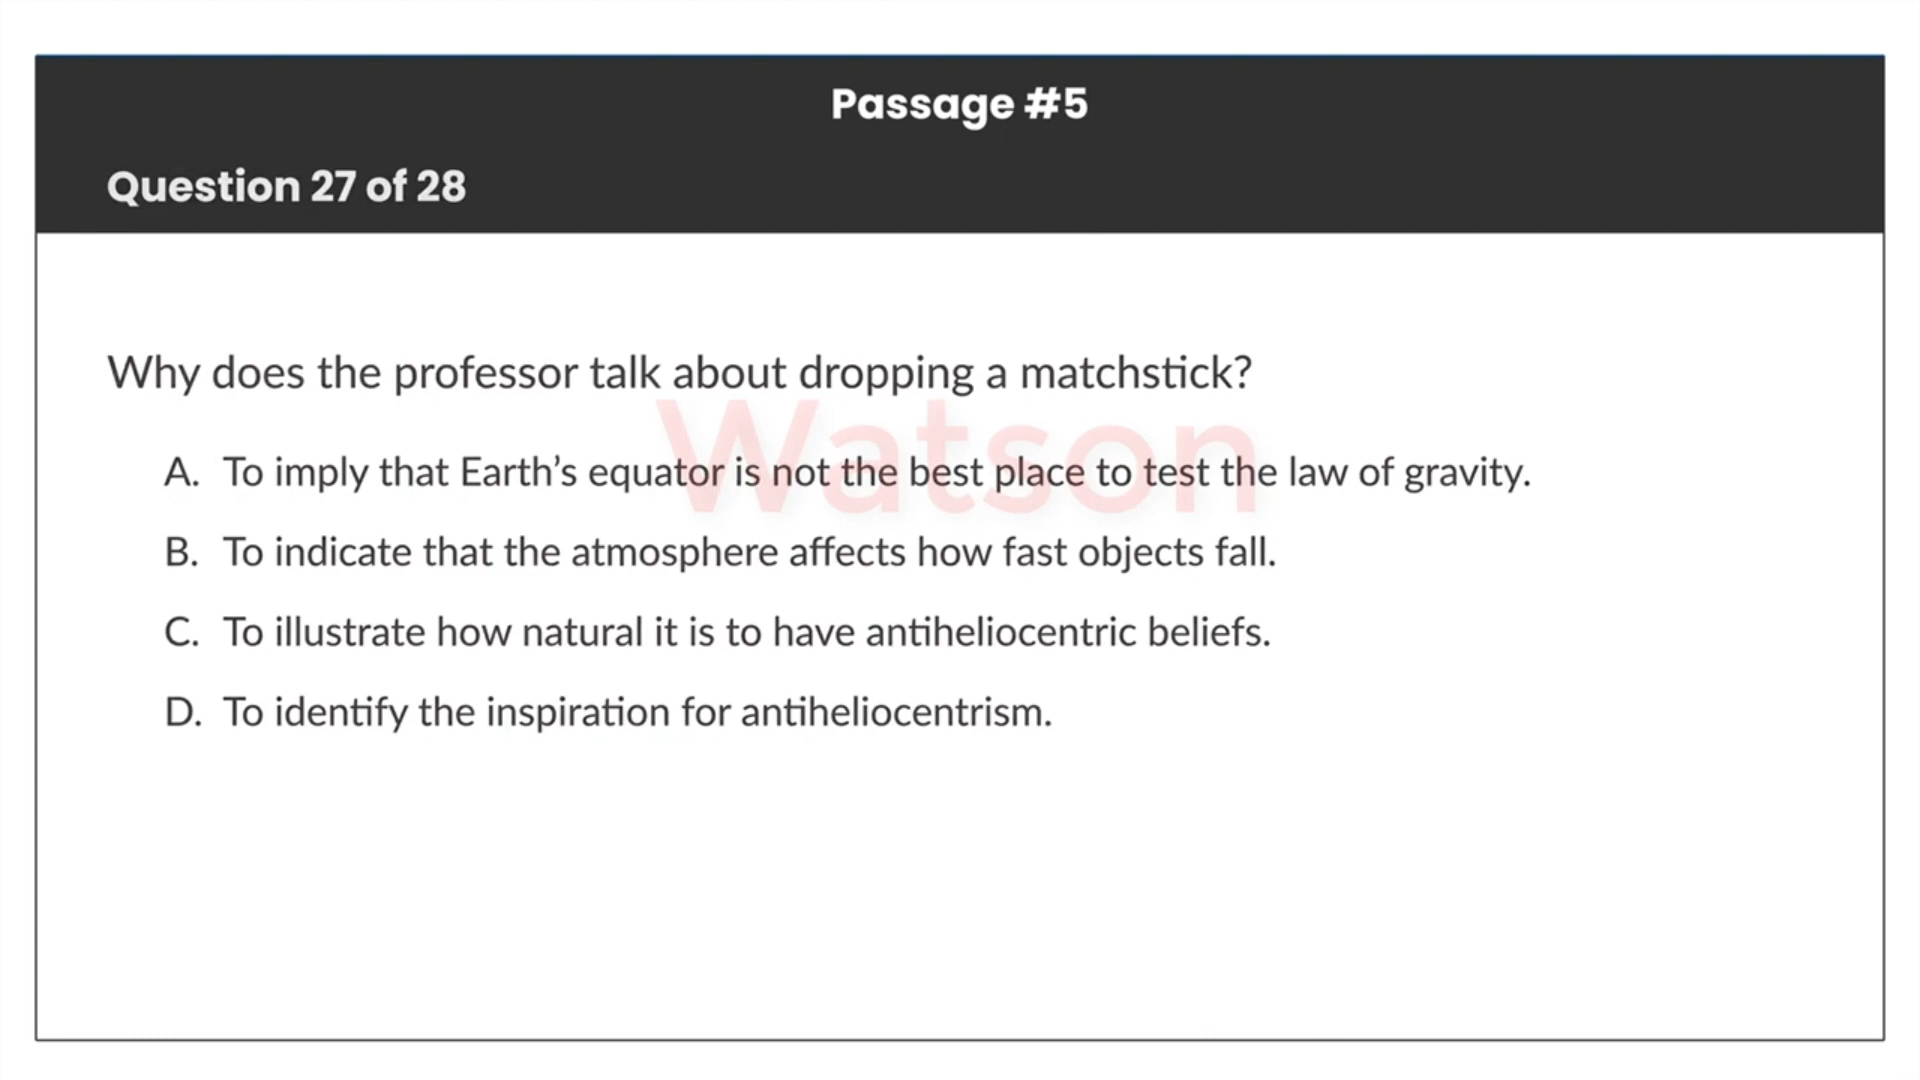 Passage #5
Question 27 of 28
Why does the professor talk about dropping a matchstick?
Watson
A. To imply that Earth’s equator is not the best place to test the law of gravity.
B. To indicate that the atmosphere affects how fast objects fall.
C. To illustrate how natural it is to have antiheliocentric beliefs.
D. To identify the inspiration for antiheliocentrism.